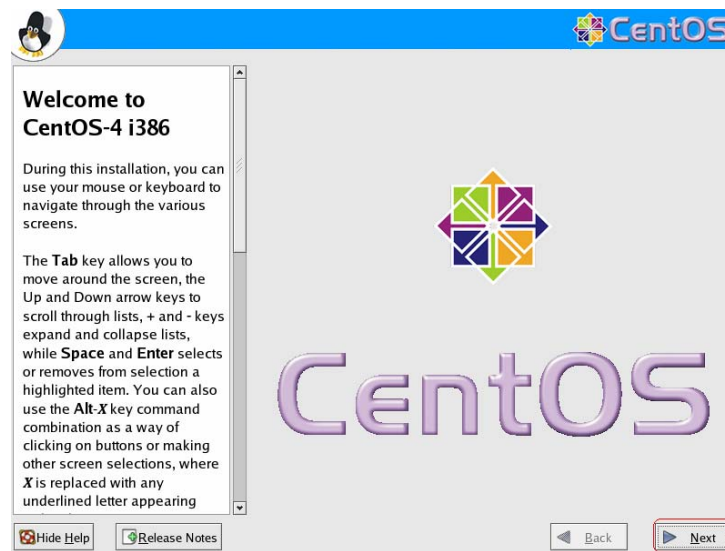 CentOS
Welcome to
CentOS-4 i386
During this installation, you can
use your mouse or keyboard to
navigate through the various
screens.
The Tab key allows you to
move around the screen, the
Up and Down arrow keys to
scroll through lists, + and - keys
expand and collapse lists,
while Space and Enter selects
or removes from selection a
highlighted item. You can also
use the Alt-X key command
combination as a way of
clicking on buttons or making
other screen selections, where
X is replaced with any
underlined letter appearing
CentOS
Hide Help
Release Notes
Back
Next